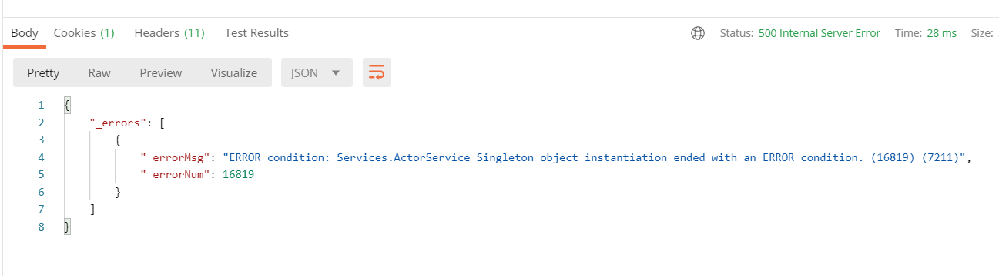 Body Cookies (1) Headers (11) Test Results Status: 500 Internal Server Error Time: 28 ms Size:
Pretty Raw Preview Visualize JSON
1 {
2 "_errors": [
3 {
4 "_errorMsg": "ERROR condition: Services.ActorService Singleton object instantiation ended with an ERROR condition. (16819) (7211)",
5 "_errorNum": 16819
6 }
7 ]
8 }